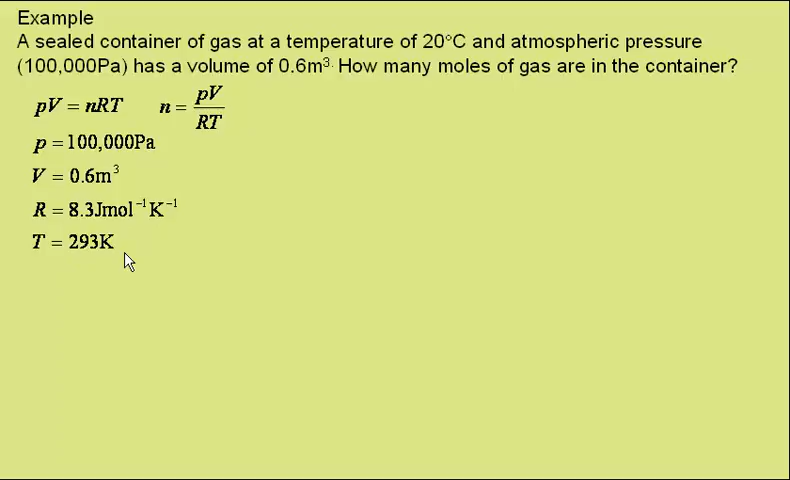 Example
A sealed container of gas at a temperature of 20°C and atmospheric pressure
(100,000Pa) has a volume of 0.6m³. How many moles of gas are in the container?
pV = nRT    n = pV/RT
p = 100,000Pa
V = 0.6m³
R = 8.3Jmol⁻¹K⁻¹
T = 293K